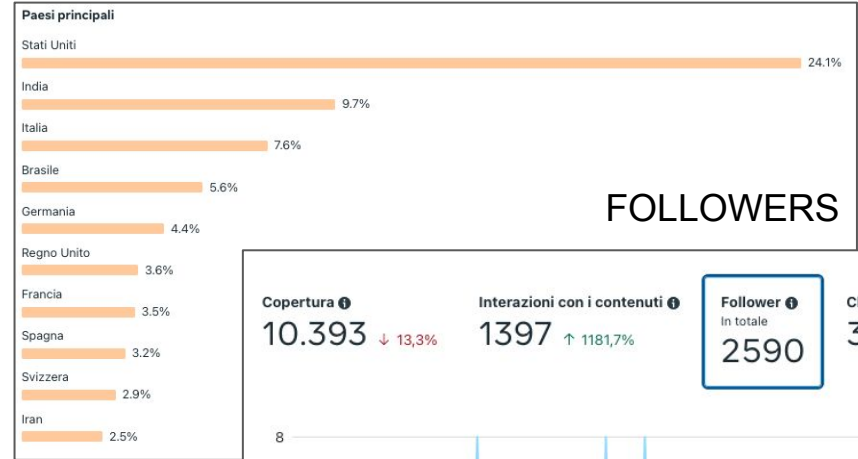 Paesi principali
Stati Uniti
24.1%
India
9.7%
Italia
7.6%
Brasile
5.6%
Germania
4.4%
Regno Unito
3.6%
Francia
3.5%
Spagna
3.2%
Svizzera
2.9%
Iran
2.5%
FOLLOWERS
Copertura
10.393 ↓ 13,3%
Interazioni con i contenuti
1397 ↑ 1181,7%
Follower
In totale
2590
8